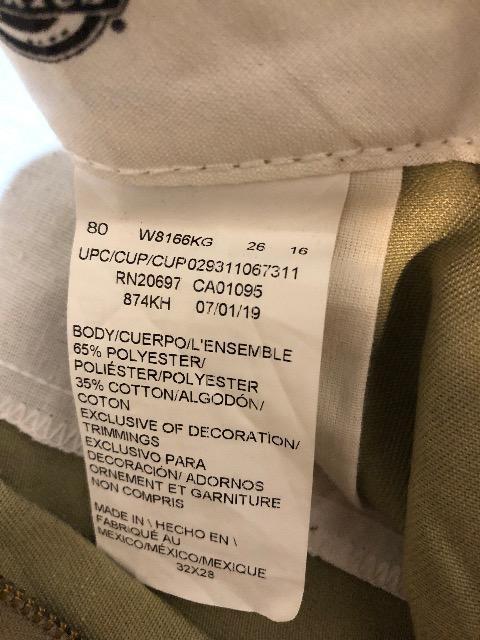 80 W8166KG 26 16
UPC/CUP/CUP029311067311
RN20697 CA01095
874KH 07/01/19
BODY/CUERPO/L'ENSEMBLE
65% POLYESTER/
POLIÉSTER/POLYESTER
35% COTTON/ALGODÓN/
COTON
EXCLUSIVE OF DECORATION/
TRIMMINGS
EXCLUSIVO PARA
DECORACIÓN/ ADORNOS
ORNEMENT ET GARNITURE
NON COMPRIS
MADE IN \ HECHO EN \
FABRIQUÉ AU
MEXICO/MÉXICO/MEXIQUE
32X28